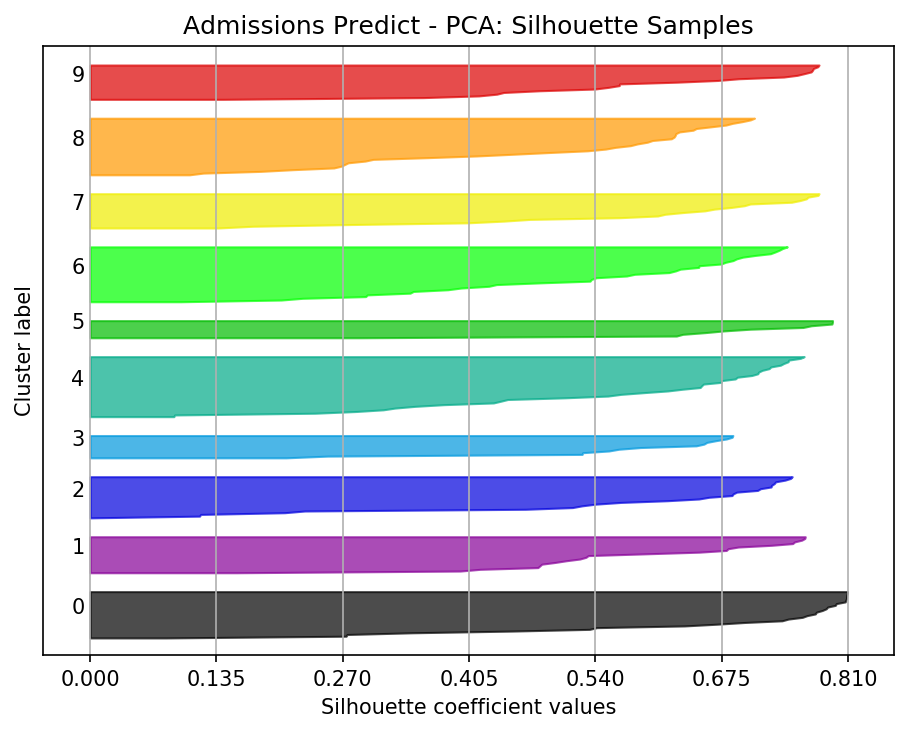 Admissions Predict - PCA: Silhouette Samples
Cluster label
9
8
7
6
5
4
3
2
1
0
0.000 0.135 0.270 0.405 0.540 0.675 0.810
Silhouette coefficient values